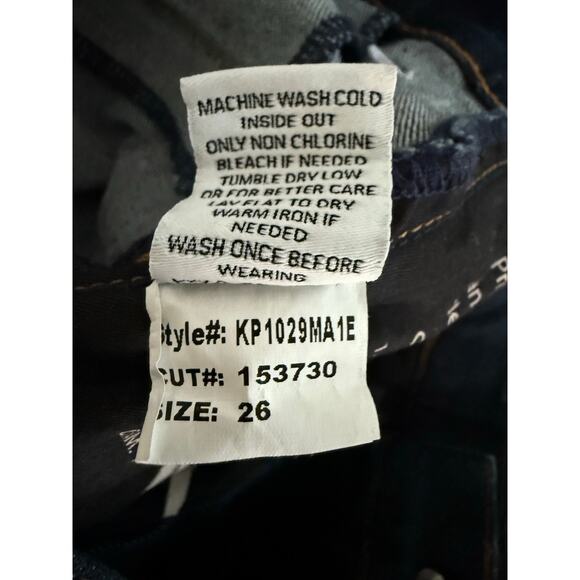 MACHINE WASH COLD
INSIDE OUT
ONLY NON CHLORINE
BLEACH IF NEEDED
TUMBLE DRY LOW
OR FOR BETTER CARE
LAY FLAT TO DRY
WARM IRON IF
NEEDED
WASH ONCE BEFORE
WEARING
Style#: KP1029MA1E
CUT#: 153730
SIZE: 26